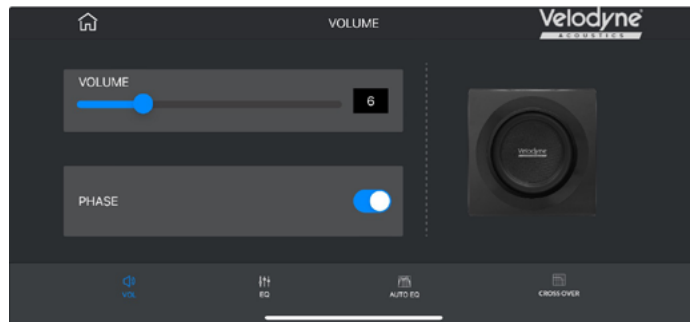 VOLUME
Velodyne
ACOUSTICS
VOLUME
6
Velodyne
PHASE
VOL
EQ
AUTO EQ
CROSS OVER